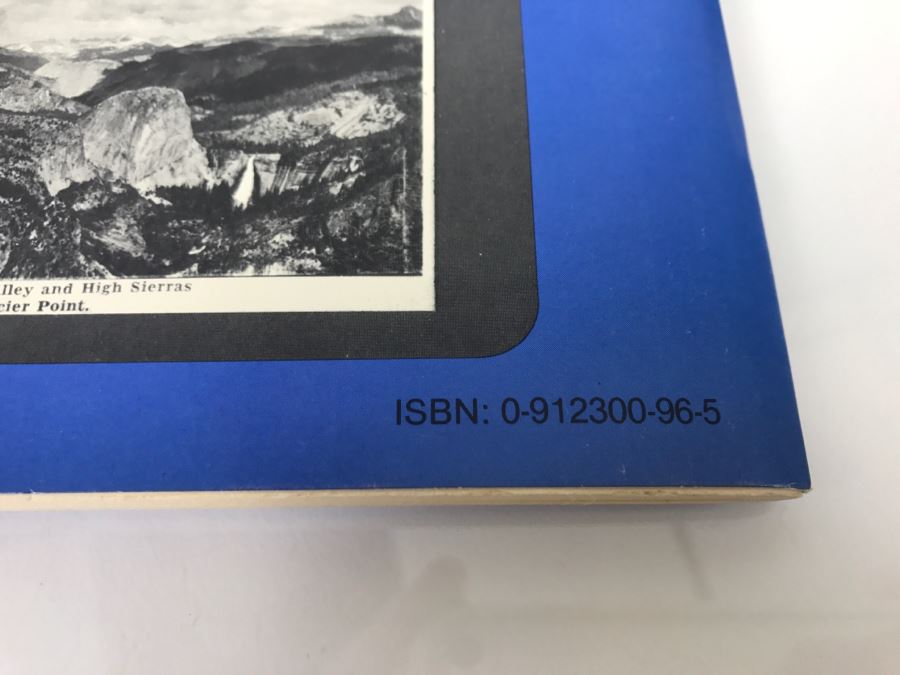 lley and High Sierras
cier Point.
ISBN: 0-912300-96-5